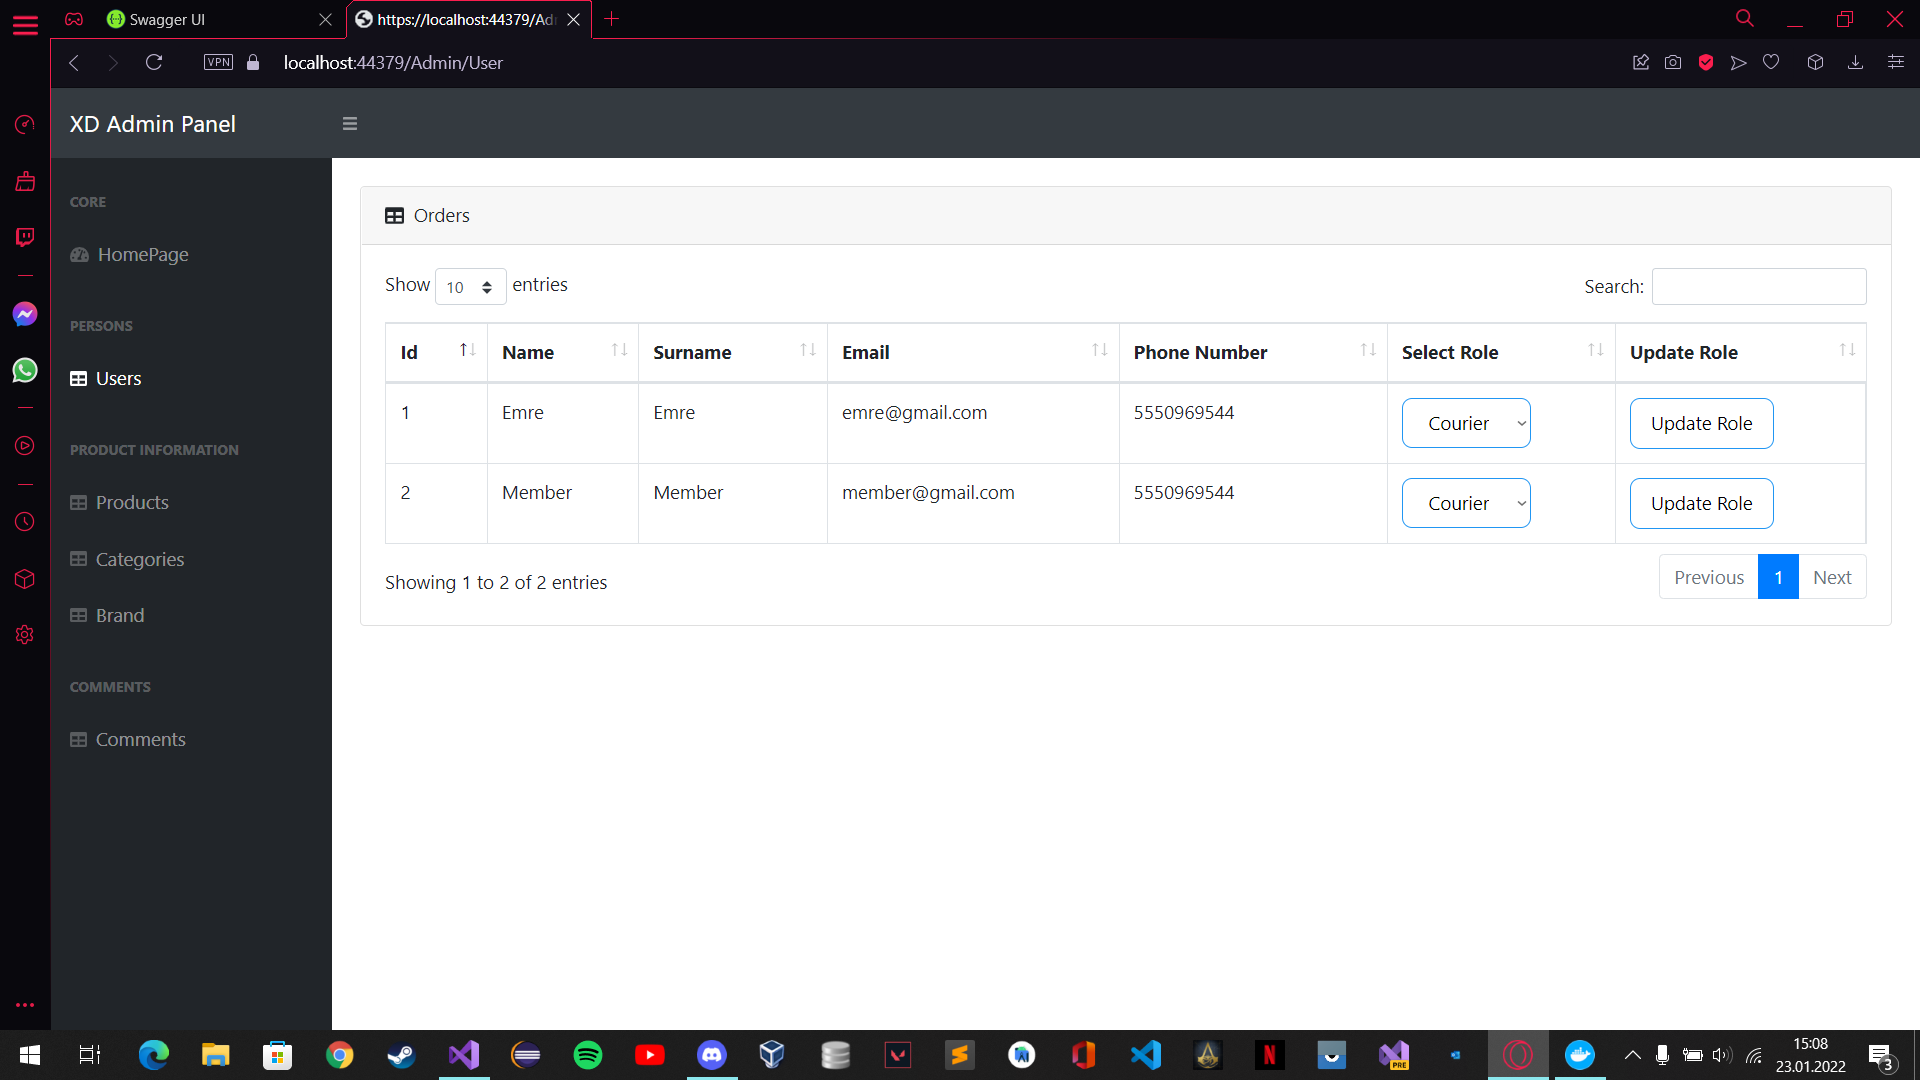 Swagger UI
https://localhost:44379/Adm
VPN
localhost:44379/Admin/User
XD Admin Panel
CORE
HomePage
PERSONS
Users
PRODUCT INFORMATION
Products
Categories
Brand
COMMENTS
Comments
Orders
Show 10 entries
Search:
Id Name Surname Email Phone Number Select Role Update Role
1 Emre Emre emre@gmail.com 5550969544 Courier Update Role
2 Member Member member@gmail.com 5550969544 Courier Update Role
Showing 1 to 2 of 2 entries
Previous 1 Next
PRE
15:08
23.01.2022
3